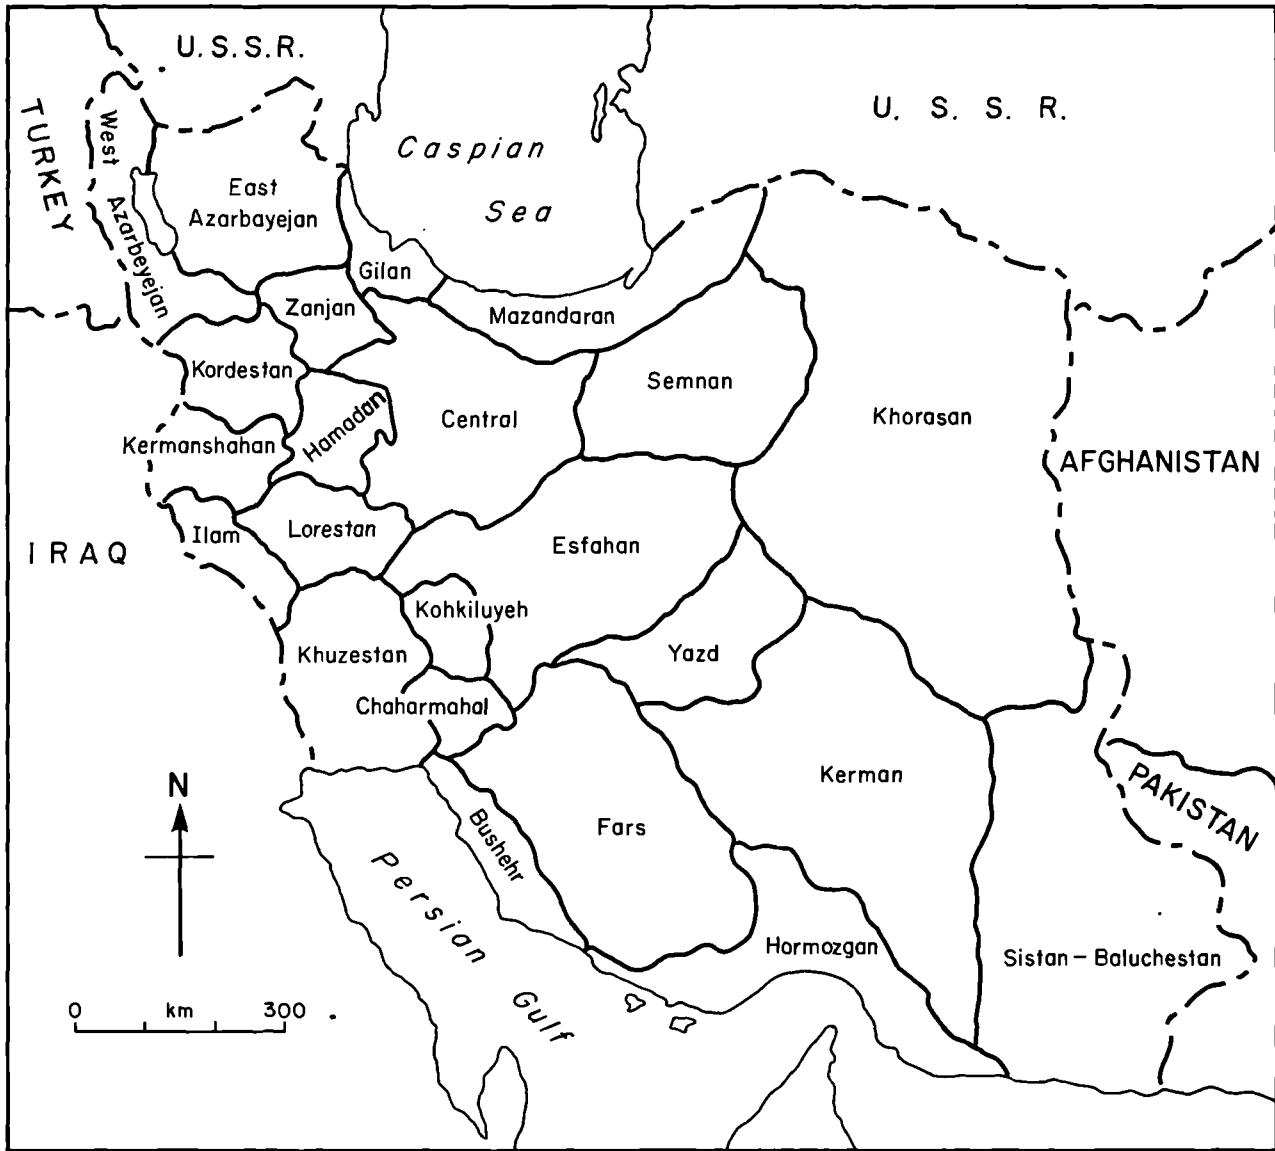 U.S.S.R.
U. S. S. R.
TURKEY
West
Azarbeyejan
Caspian
Sea
East
Azarbayejan
Gilan
Zanjan
Mazandaran
Kordestan
Semnan
Hamadan
Central
Khorasan
Kermanshahan
AFGHANISTAN
Ilam
Lorestan
Esfahan
IRAQ
Kohkiluyeh
Khuzestan
Yazd
Chaharmahal
Kerman
N
PAKISTAN
Bushehr
Fars
Persian
Gulf
Hormozgan
Sistan-Baluchestan
0 km 300